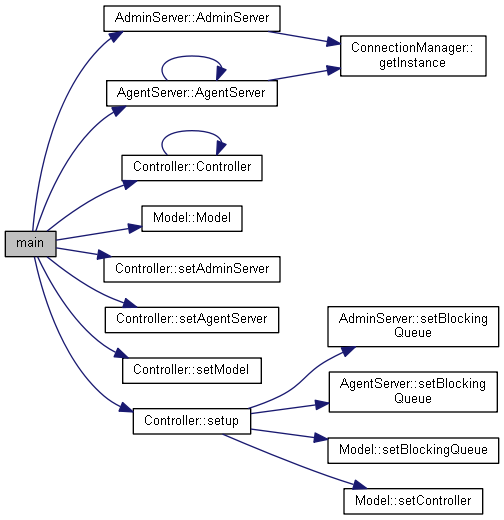 AdminServer::AdminServer
ConnectionManager::
getInstance
AgentServer::AgentServer
Controller::Controller
Model::Model
main
Controller::setAdminServer
Controller::setAgentServer
AdminServer::setBlocking
Queue
Controller::setModel
AgentServer::setBlocking
Queue
Controller::setup
Model::setBlockingQueue
Model::setController